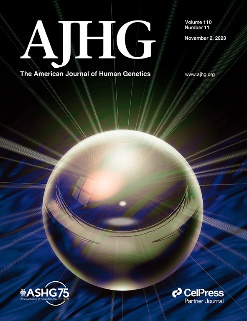 AJHG
Volume 110
Number 11
November 2, 2023
The American Journal of Human Genetics
www.ajhg.org
ASHG75
CelPress
Partner Journal